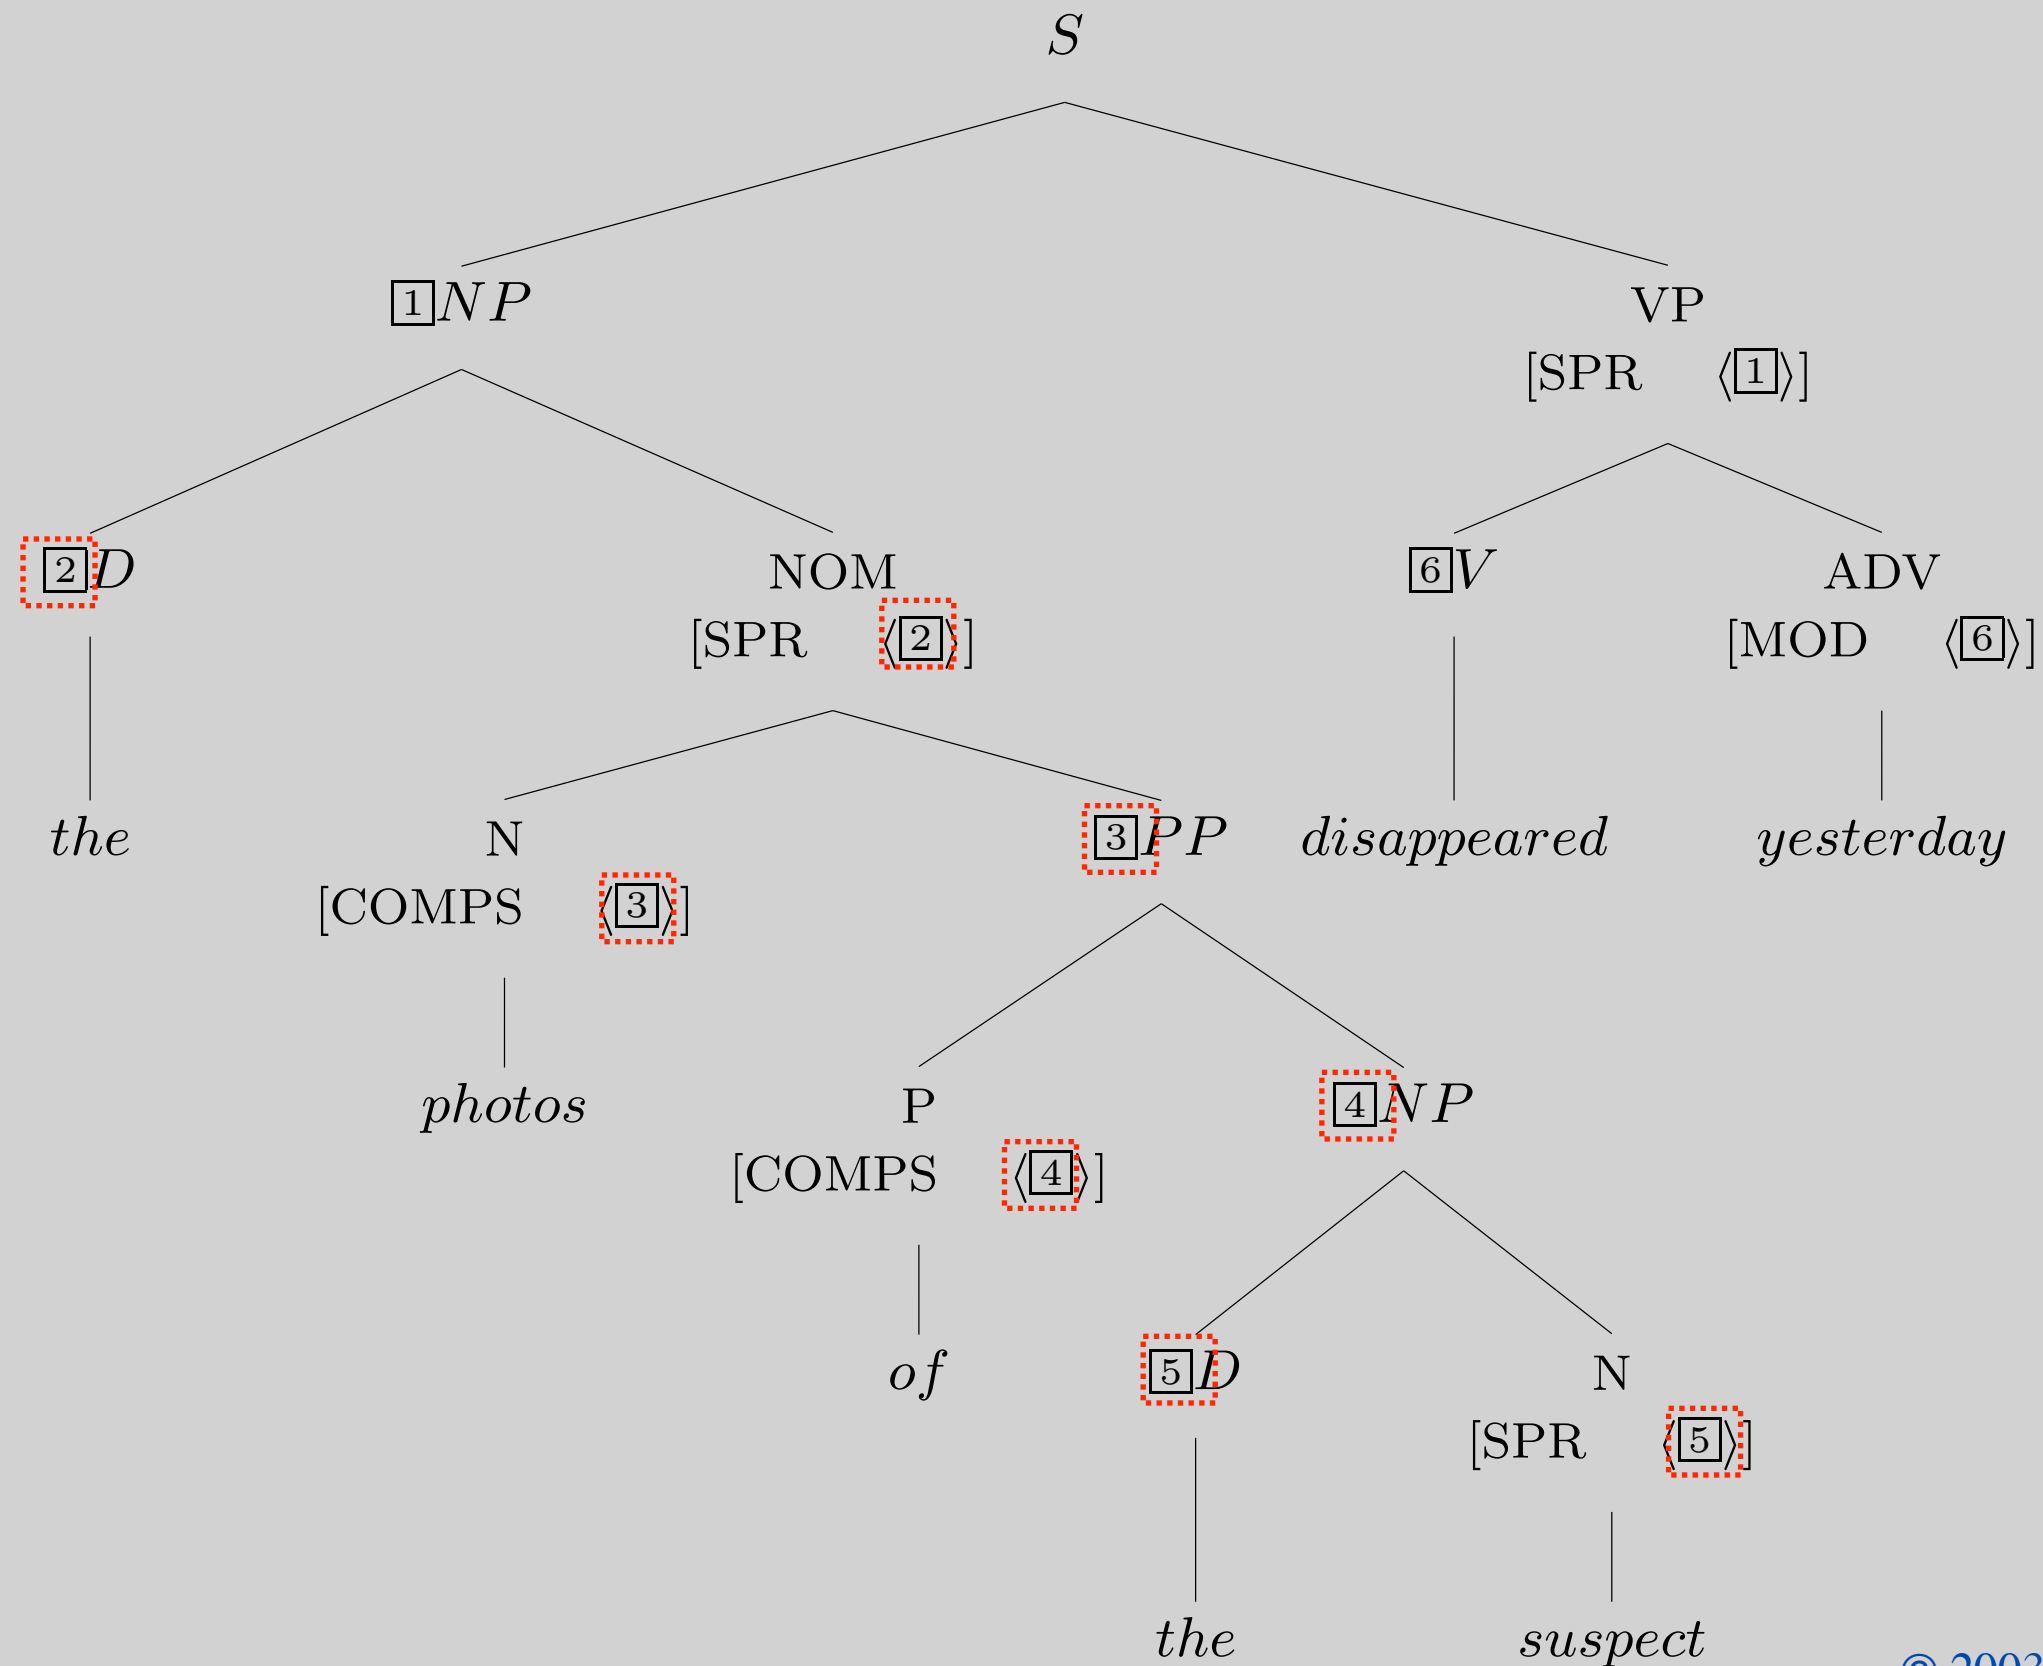 S
1 NP VP
[SPR ⟨1⟩]
2 D NOM 6 V ADV
[SPR ⟨2⟩] [MOD ⟨6⟩]
the N 3 PP disappeared yesterday
[COMPS ⟨3⟩]
photos P 4 NP
[COMPS ⟨4⟩]
of 5 D N
[SPR ⟨5⟩]
the suspect
© 2003